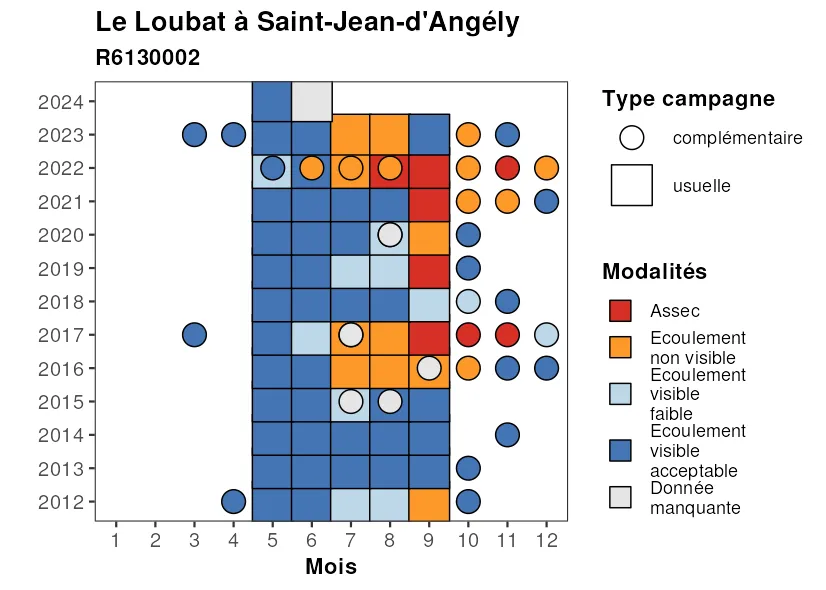 Le Loubat à Saint-Jean-d'Angély
R6130002
2024
2023
2022
2021
2020
2019
2018
2017
2016
2015
2014
2013
2012
1 2 3 4 5 6 7 8 9 10 11 12
Mois
Type campagne
complémentaire
usuelle
Modalités
Assec
Ecoulement
non visible
Ecoulement
visible
faible
Ecoulement
visible
acceptable
Donnée
manquante